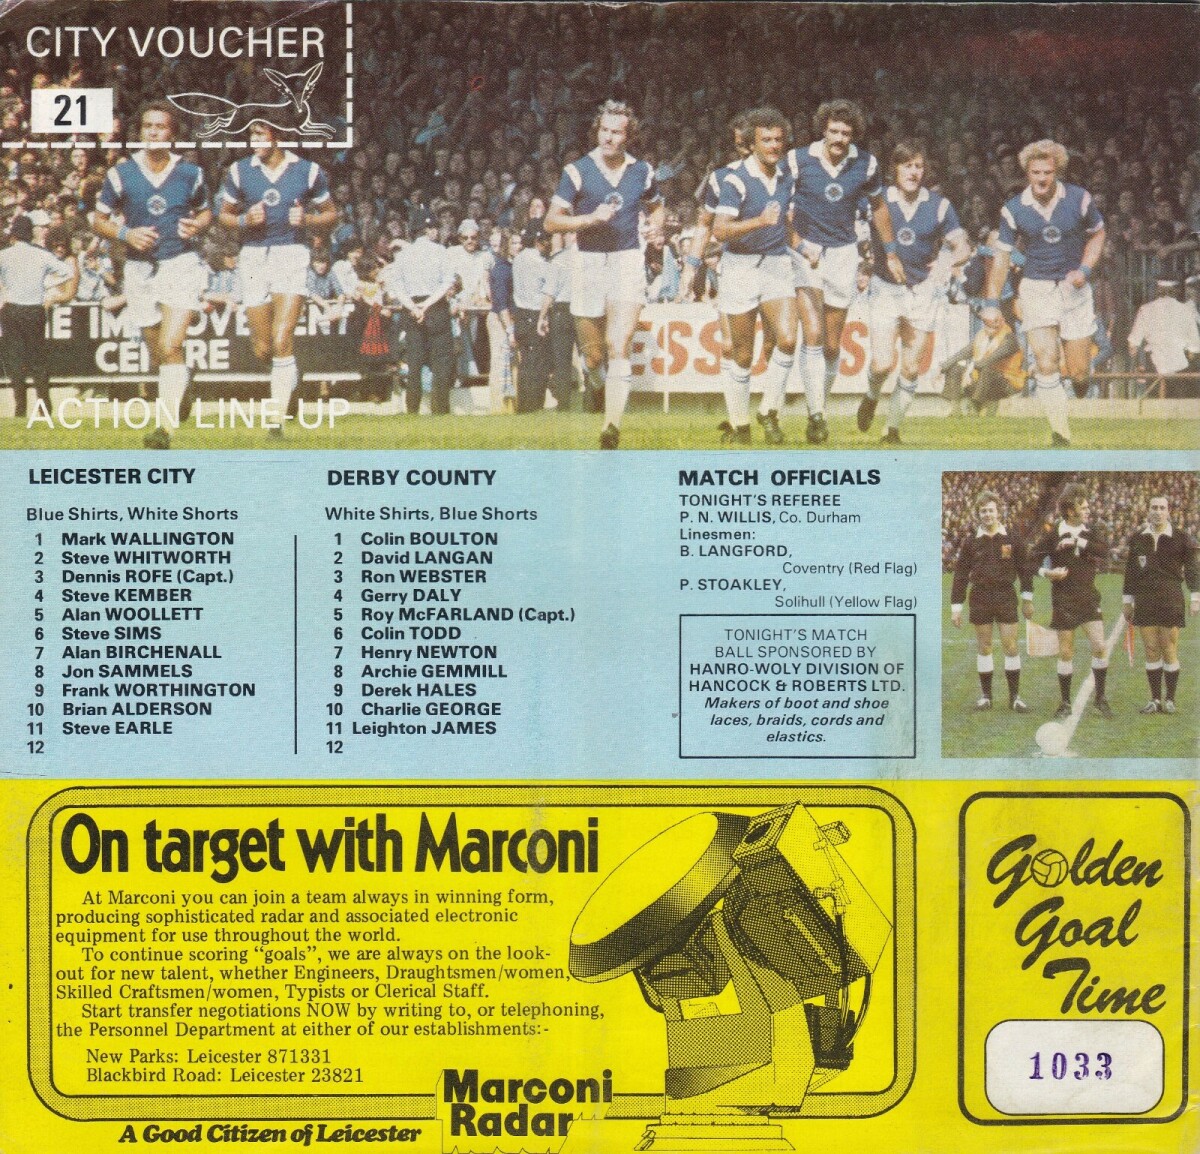 CITY VOUCHER
21
E IMPROVEMENT
CENTRE
ESSO
ACTION LINE-UP
LEICESTER CITY
Blue Shirts, White Shorts
1 Mark WALLINGTON
2 Steve WHITWORTH
3 Dennis ROFE (Capt.)
4 Steve KEMBER
5 Alan WOOLLETT
6 Steve SIMS
7 Alan BIRCHENALL
8 Jon SAMMELS
9 Frank WORTHINGTON
10 Brian ALDERSON
11 Steve EARLE
12
DERBY COUNTY
White Shirts, Blue Shorts
1 Colin BOULTON
2 David LANGAN
3 Ron WEBSTER
4 Gerry DALY
5 Roy McFARLAND (Capt.)
6 Colin TODD
7 Henry NEWTON
8 Archie GEMMILL
9 Derek HALES
10 Charlie GEORGE
11 Leighton JAMES
12
MATCH OFFICIALS
TONIGHT'S REFEREE
P. N. WILLIS, Co. Durham
Linesmen:
B. LANGFORD,
Coventry (Red Flag)
P. STOAKLEY,
Solihull (Yellow Flag)
TONIGHT'S MATCH
BALL SPONSORED BY
HANRO-WOLY DIVISION OF
HANCOCK & ROBERTS LTD.
Makers of boot and shoe
laces, braids, cords and
elastics.
On target with Marconi
At Marconi you can join a team always in winning form,
producing sophisticated radar and associated electronic
equipment for use throughout the world.
To continue scoring "goals", we are always on the look-
out for new talent, whether Engineers, Draughtsmen/women,
Skilled Craftsmen/women, Typists or Clerical Staff.
Start transfer negotiations NOW by writing to, or telephoning,
the Personnel Department at either of our establishments:-
New Parks: Leicester 871331
Blackbird Road: Leicester 23821
Marconi
Radar
A Good Citizen of Leicester
Golden
Goal
Time
1033